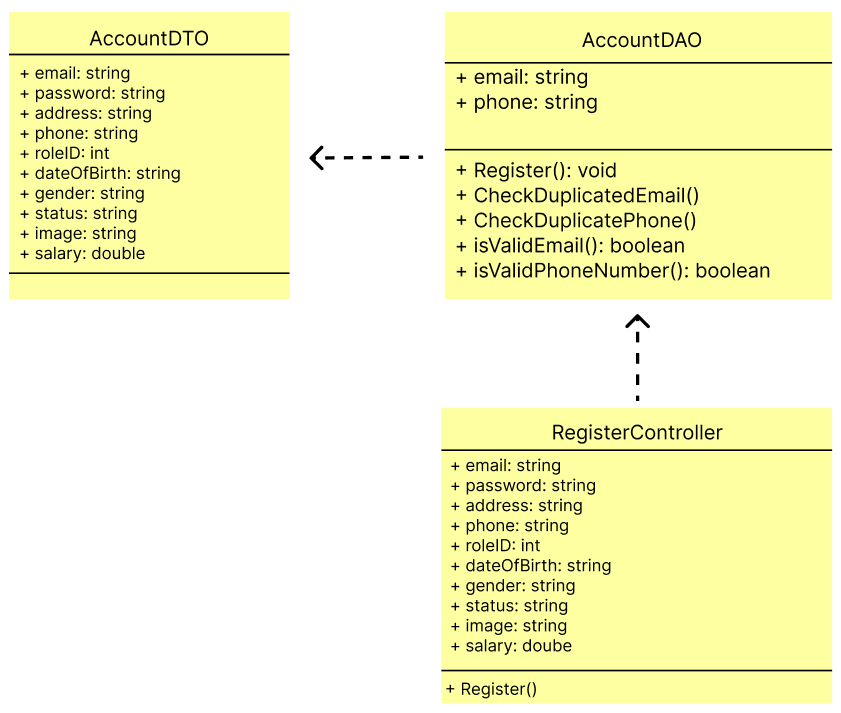 AccountDTO
+ email: string
+ password: string
+ address: string
+ phone: string
+ roleID: int
+ dateOfBirth: string
+ gender: string
+ status: string
+ image: string
+ salary: double
AccountDAO
+ email: string
+ phone: string
+ Register(): void
+ CheckDuplicatedEmail()
+ CheckDuplicatePhone()
+ isValidEmail(): boolean
+ isValidPhoneNumber(): boolean
RegisterController
+ email: string
+ password: string
+ address: string
+ phone: string
+ roleID: int
+ dateOfBirth: string
+ gender: string
+ status: string
+ image: string
+ salary: doube
+ Register()